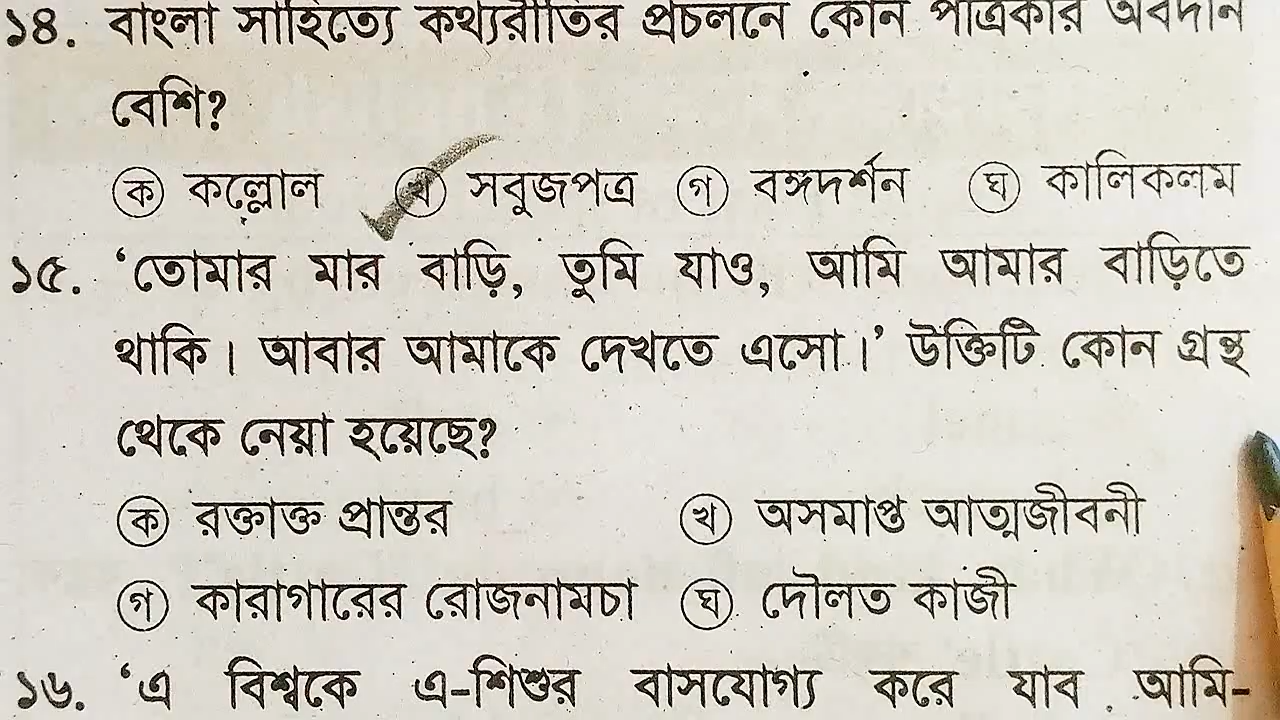 ১৪. বাংলা সাহিত্যে কথ্যরীতির প্রচলনে কোন পত্রিকার অবদান
বেশি?
ক কল্লোল খ সবুজপত্র গ বঙ্গদর্শন ঘ কালিকলম
১৫. ‘তোমার মার বাড়ি, তুমি যাও, আমি আমার বাড়িতে
থাকি। আবার আমাকে দেখতে এসো।’ উক্তিটি কোন গ্রন্থ
থেকে নেয়া হয়েছে?
ক রক্তাক্ত প্রান্তর খ অসমাপ্ত আত্মজীবনী
গ কারাগারের রোজনামচা ঘ দৌলত কাজী
১৬. ‘এ বিশ্বকে এ-শিশুর বাসযোগ্য করে যাব আমি-